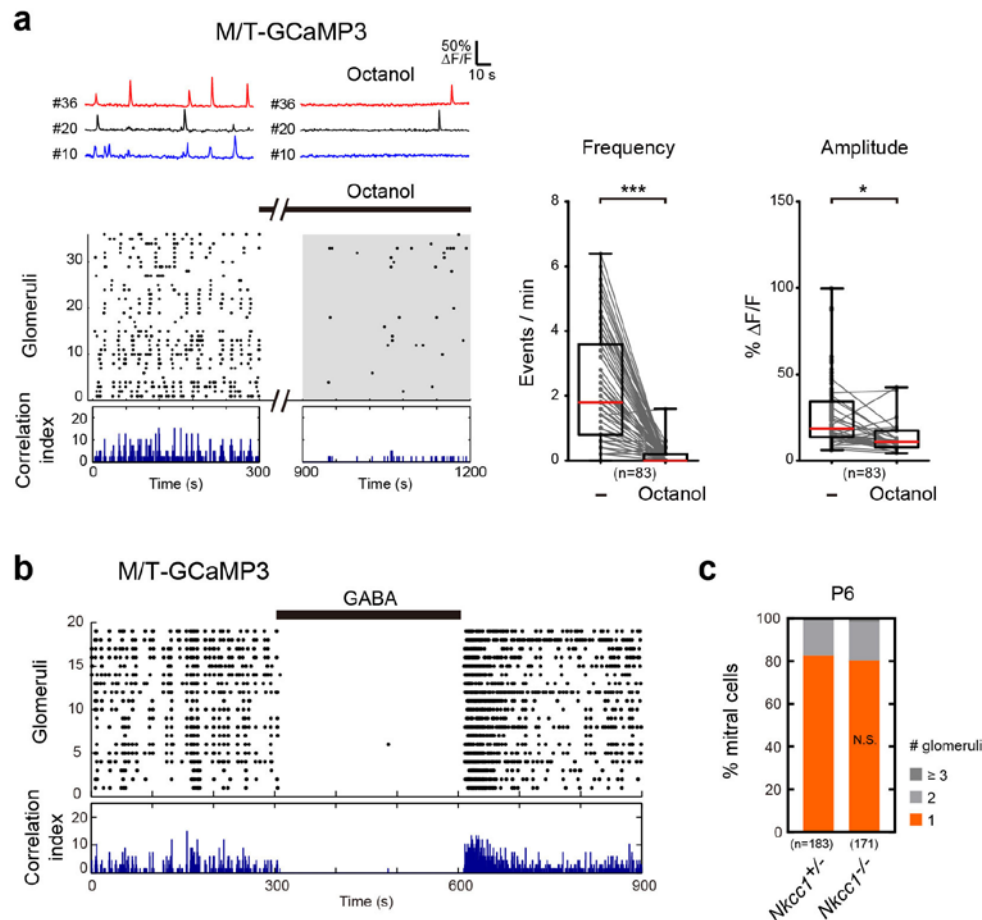 a
M/T-GCaMP3
50%
ΔF/F
10 s
Octanol
#36
#20
#10
#36
#20
#10
Octanol
Glomeruli
30
20
10
0
Correlation
index
20
10
0
0
300
900
1200
Time (s)
Time (s)
Frequency
***
Events / min
8
6
4
2
0
(n=83)
– Octanol
Amplitude
*
% ΔF/F
150
100
50
0
(n=83)
– Octanol
b
M/T-GCaMP3
GABA
Glomeruli
20
15
10
5
0
Correlation
index
20
10
0
0
300
600
900
Time (s)
c
P6
% mitral cells
100
80
60
40
20
0
N.S.
(n=183)
(171)
Nkcc1+/-
Nkcc1-/-
# glomeruli
≥ 3
2
1